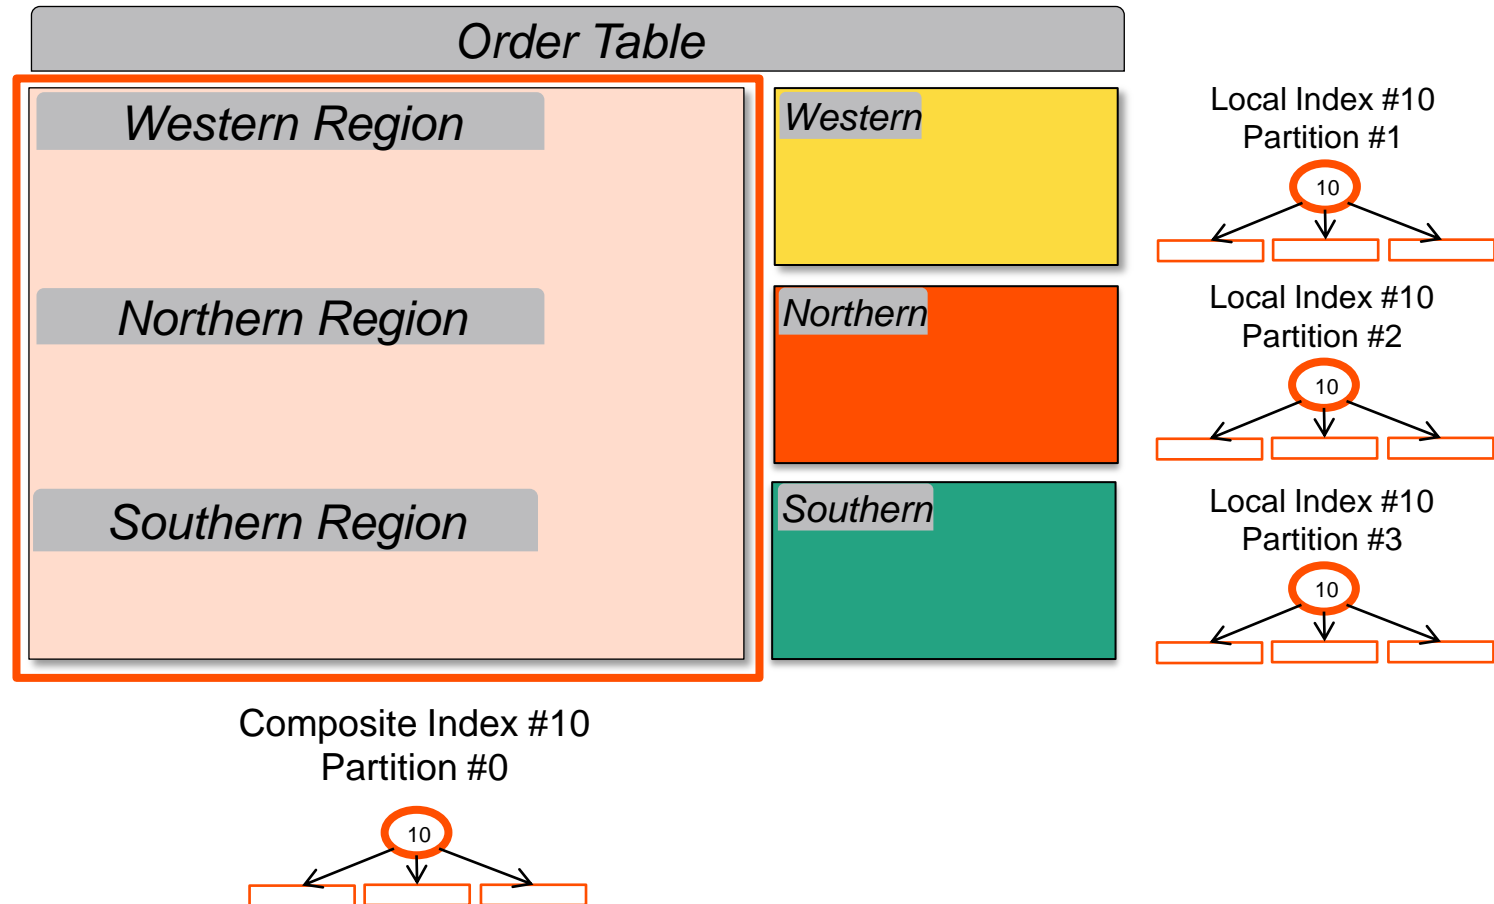 Order Table
Western Region
Northern Region
Southern Region
Western
Northern
Southern
Local Index #10
Partition #1
10
Local Index #10
Partition #2
10
Local Index #10
Partition #3
10
Composite Index #10
Partition #0
10